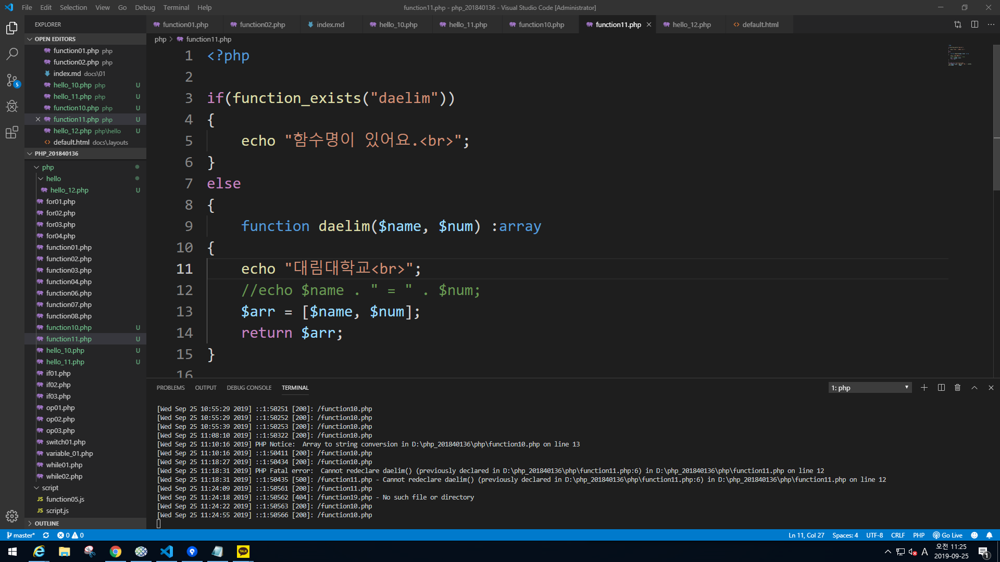 File Edit Selection View Go Debug Terminal Help
function11.php - php_201840136 - Visual Studio Code [Administrator]
EXPLORER
function01.php function02.php index.md hello_10.php hello_11.php function10.php function11.php hello_12.php default.html
OPEN EDITORS
function01.php php
function02.php php
index.md docs\01
hello_10.php php U
hello_11.php php U
function10.php php U
function11.php php U
hello_12.php php\hello U
default.html docs\.layouts
PHP_201840136
php
hello
hello_12.php U
for01.php
for02.php
for03.php
for04.php
function01.php
function02.php
function03.php
function04.php
function06.php
function07.php
function08.php
function10.php U
function11.php U
hello_10.php U
hello_11.php U
if01.php
if02.php
if03.php
op01.php
op02.php
op03.php
switch01.php
variable_01.php
while01.php
while02.php
script
JS function05.js
JS script.js
OUTLINE
5
php > function11.php
1 <?php
2
3 if(function_exists("daelim"))
4 {
5 echo "함수명이 있어요.<br>";
6 }
7 else
8 {
9 function daelim($name, $num) :array
10 {
11 echo "대림대학교<br>";
12 //echo $name . " = " . $num;
13 $arr = [$name, $num];
14 return $arr;
15 }
16
PROBLEMS OUTPUT DEBUG CONSOLE TERMINAL
1: php
[Wed Sep 25 10:55:29 2019] ::1:50251 [200]: /function10.php
[Wed Sep 25 10:55:29 2019] ::1:50252 [200]: /function10.php
[Wed Sep 25 10:55:39 2019] ::1:50253 [200]: /function10.php
[Wed Sep 25 11:08:10 2019] ::1:50322 [200]: /function10.php
[Wed Sep 25 11:10:16 2019] PHP Notice:  Array to string conversion in D:\php_201840136\php\function10.php on line 13
[Wed Sep 25 11:10:16 2019] ::1:50411 [200]: /function10.php
[Wed Sep 25 11:18:27 2019] ::1:50434 [200]: /function10.php
[Wed Sep 25 11:18:31 2019] PHP Fatal error:  Cannot redeclare daelim() (previously declared in D:\php_201840136\php\function11.php:6) in D:\php_201840136\php\function11.php on line 12
[Wed Sep 25 11:18:31 2019] ::1:50435 [500]: /function11.php - Cannot redeclare daelim() (previously declared in D:\php_201840136\php\function11.php:6) in D:\php_201840136\php\function11.php on line 12
[Wed Sep 25 11:24:09 2019] ::1:50561 [200]: /function11.php
[Wed Sep 25 11:24:18 2019] ::1:50562 [404]: /function19.php - No such file or directory
[Wed Sep 25 11:24:22 2019] ::1:50563 [200]: /function10.php
[Wed Sep 25 11:24:55 2019] ::1:50566 [200]: /function10.php
master* 0 0
Ln 11, Col 27 Spaces: 4 UTF-8 CRLF PHP Go Live
TALK
A
오전 11:25
2019-09-25
1